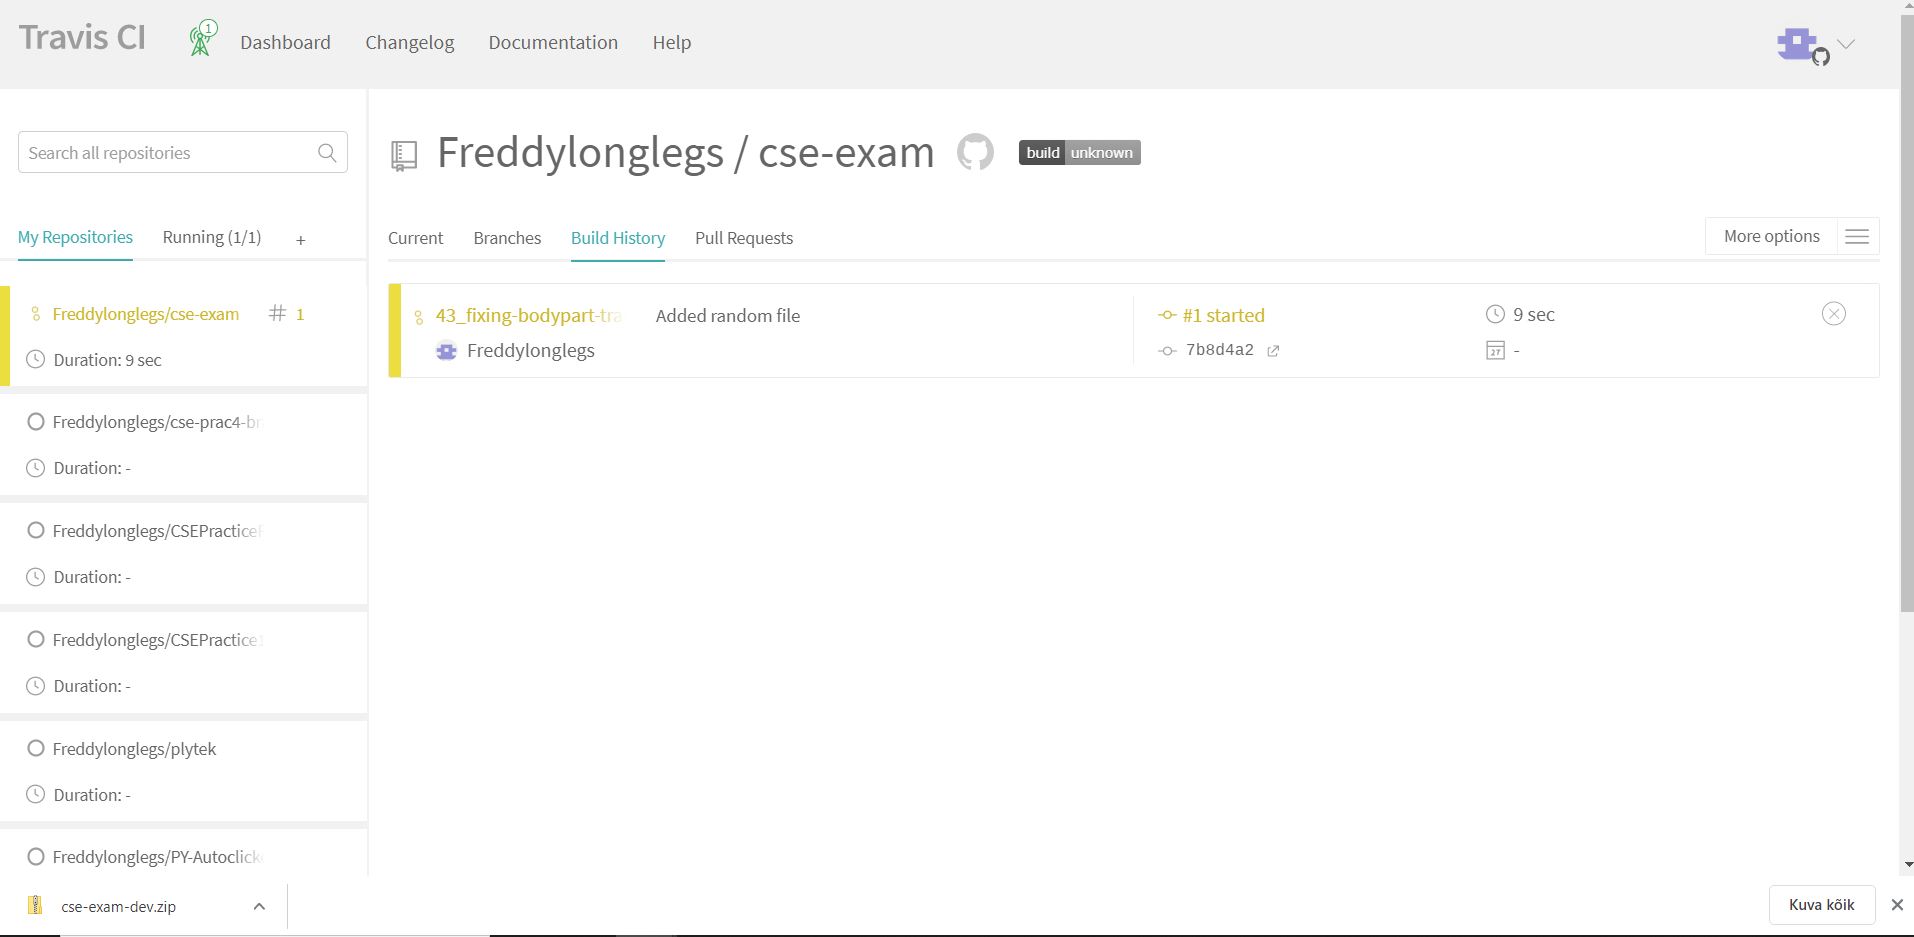 Travis CI
1
Dashboard
Changelog
Documentation
Help
Search all repositories
My Repositories
Running (1/1)
+
Freddylonglegs/cse-exam
# 1
Duration: 9 sec
Freddylonglegs/cse-prac4-br
Duration: -
Freddylonglegs/CSEPractice
Duration: -
Freddylonglegs/CSEPractice
Duration: -
Freddylonglegs/plytek
Duration: -
Freddylonglegs/PY-Autoclick
Freddylonglegs / cse-exam
build unknown
Current
Branches
Build History
Pull Requests
More options
43_fixing-bodypart-tra
Added random file
Freddylonglegs
#1 started
7b8d4a2
9 sec
27 -
cse-exam-dev.zip
Kuva kõik